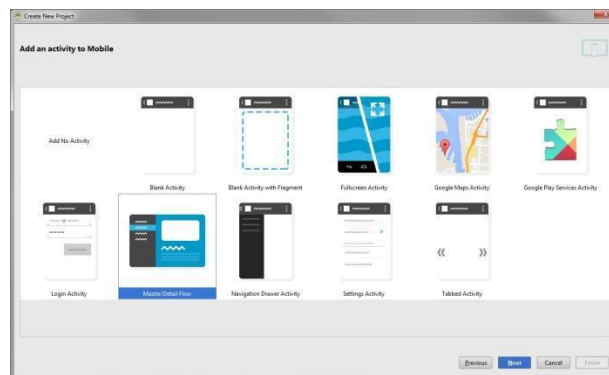 Create New Project
Add an activity to Mobile
Add No Activity
Blank Activity
Blank Activity with Fragment
Fullscreen Activity
Google Maps Activity
Google Play Services Activity
Login Activity
Master/Detail Flow
Navigation Drawer Activity
Settings Activity
Tabbed Activity
Previous
Next
Cancel
Finish